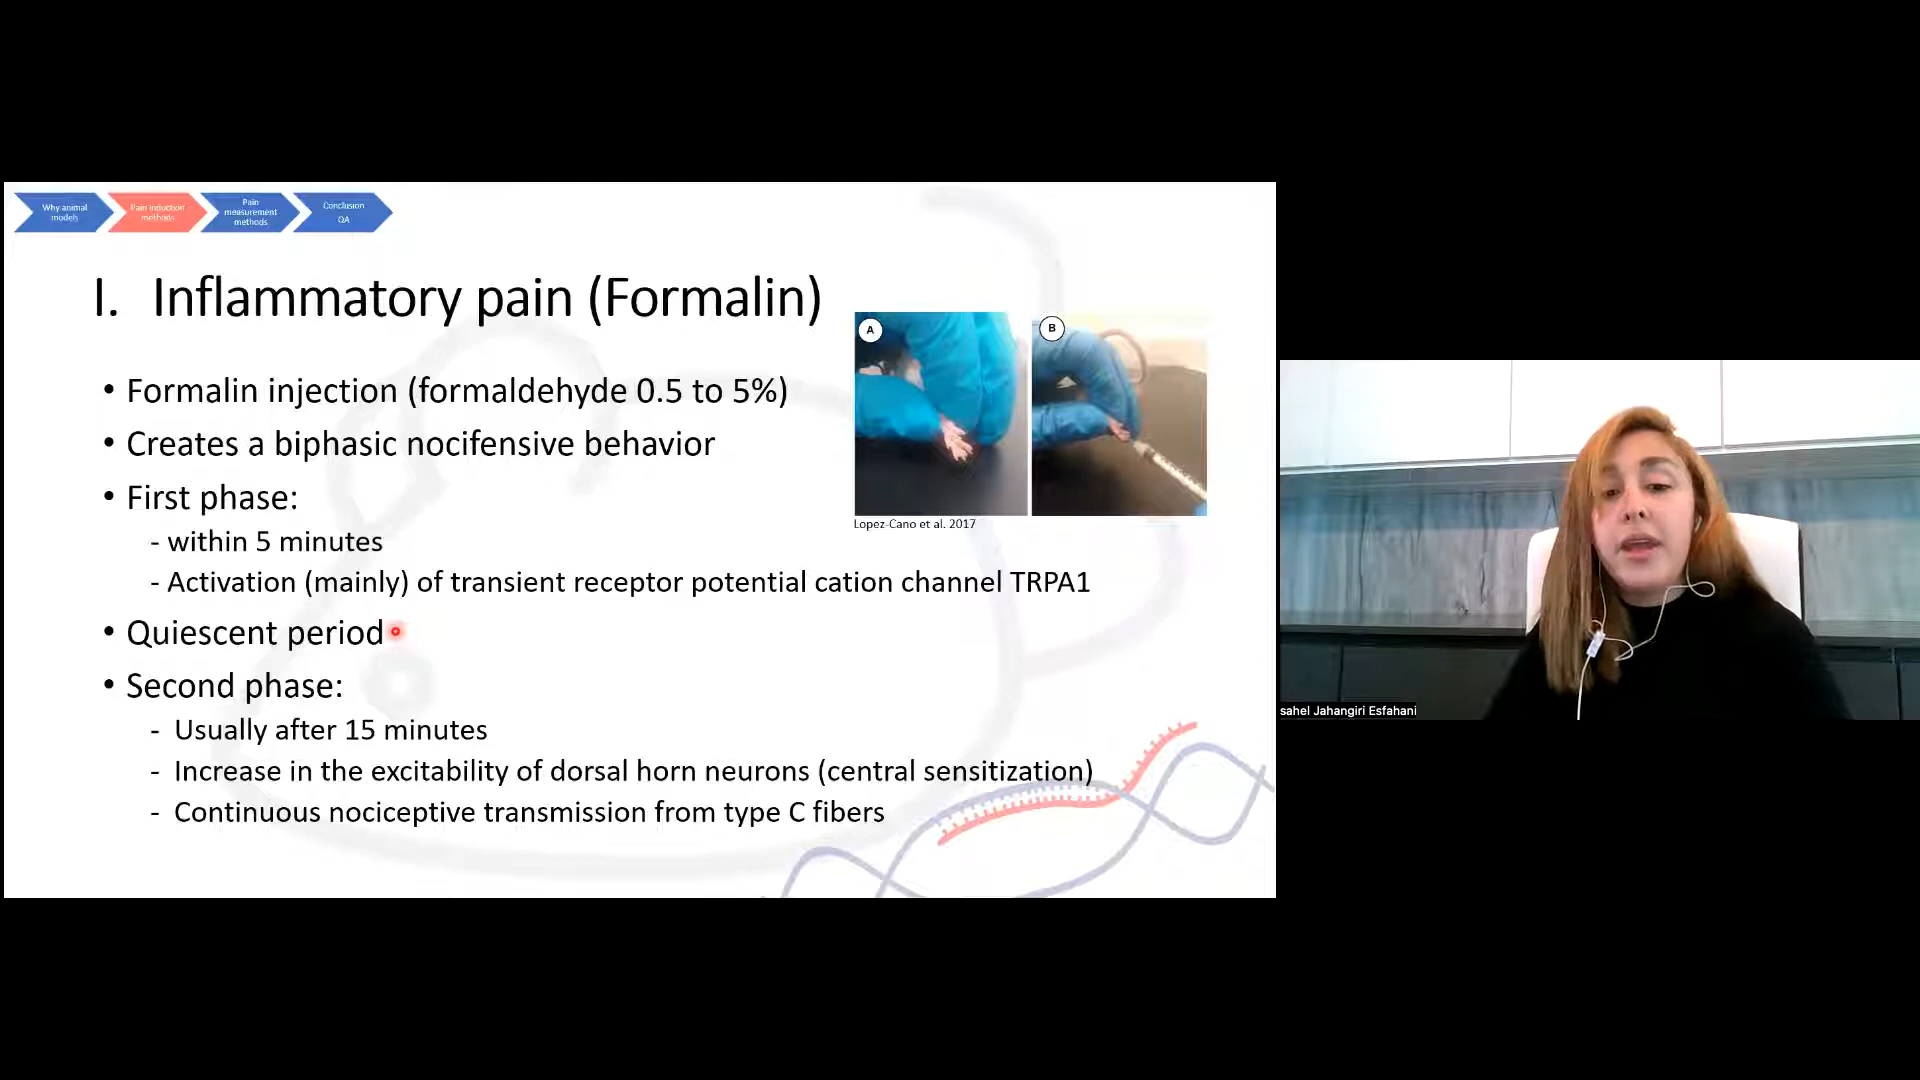 Why animal
models
Pain induction
methods
Pain
measurement
methods
Conclusion
QA
I. Inflammatory pain (Formalin)
• Formalin injection (formaldehyde 0.5 to 5%)
• Creates a biphasic nocifensive behavior
• First phase:
- within 5 minutes
- Activation (mainly) of transient receptor potential cation channel TRPA1
• Quiescent period
• Second phase:
- Usually after 15 minutes
- Increase in the excitability of dorsal horn neurons (central sensitization)
- Continuous nociceptive transmission from type C fibers
A
B
Lopez-Cano et al. 2017
sahel Jahangiri Esfahani